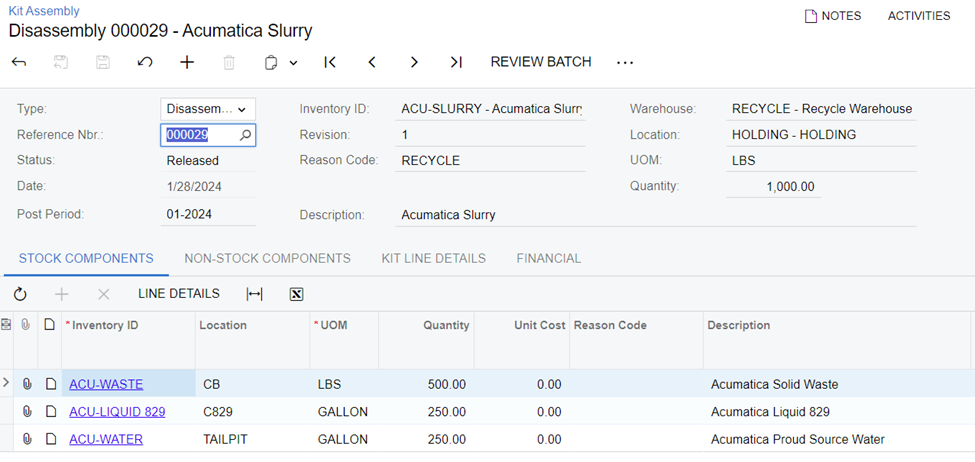 Kit Assembly
Disassembly 000029 - Acumatica Slurry
NOTES ACTIVITIES
REVIEW BATCH
Type: Disassem... Inventory ID: ACU-SLURRY - Acumatica Slurry Warehouse: RECYCLE - Recycle Warehouse
Reference Nbr.: 000029 Revision: 1 Location: HOLDING - HOLDING
Status: Released Reason Code: RECYCLE UOM: LBS
Date: 1/28/2024 Quantity: 1,000.00
Post Period: 01-2024 Description: Acumatica Slurry
STOCK COMPONENTS NON-STOCK COMPONENTS KIT LINE DETAILS FINANCIAL
LINE DETAILS
* Inventory ID Location * UOM Quantity Unit Cost Reason Code Description
ACU-WASTE CB LBS 500.00 0.00 Acumatica Solid Waste
ACU-LIQUID 829 C829 GALLON 250.00 0.00 Acumatica Liquid 829
ACU-WATER TAILPIT GALLON 250.00 0.00 Acumatica Proud Source Water